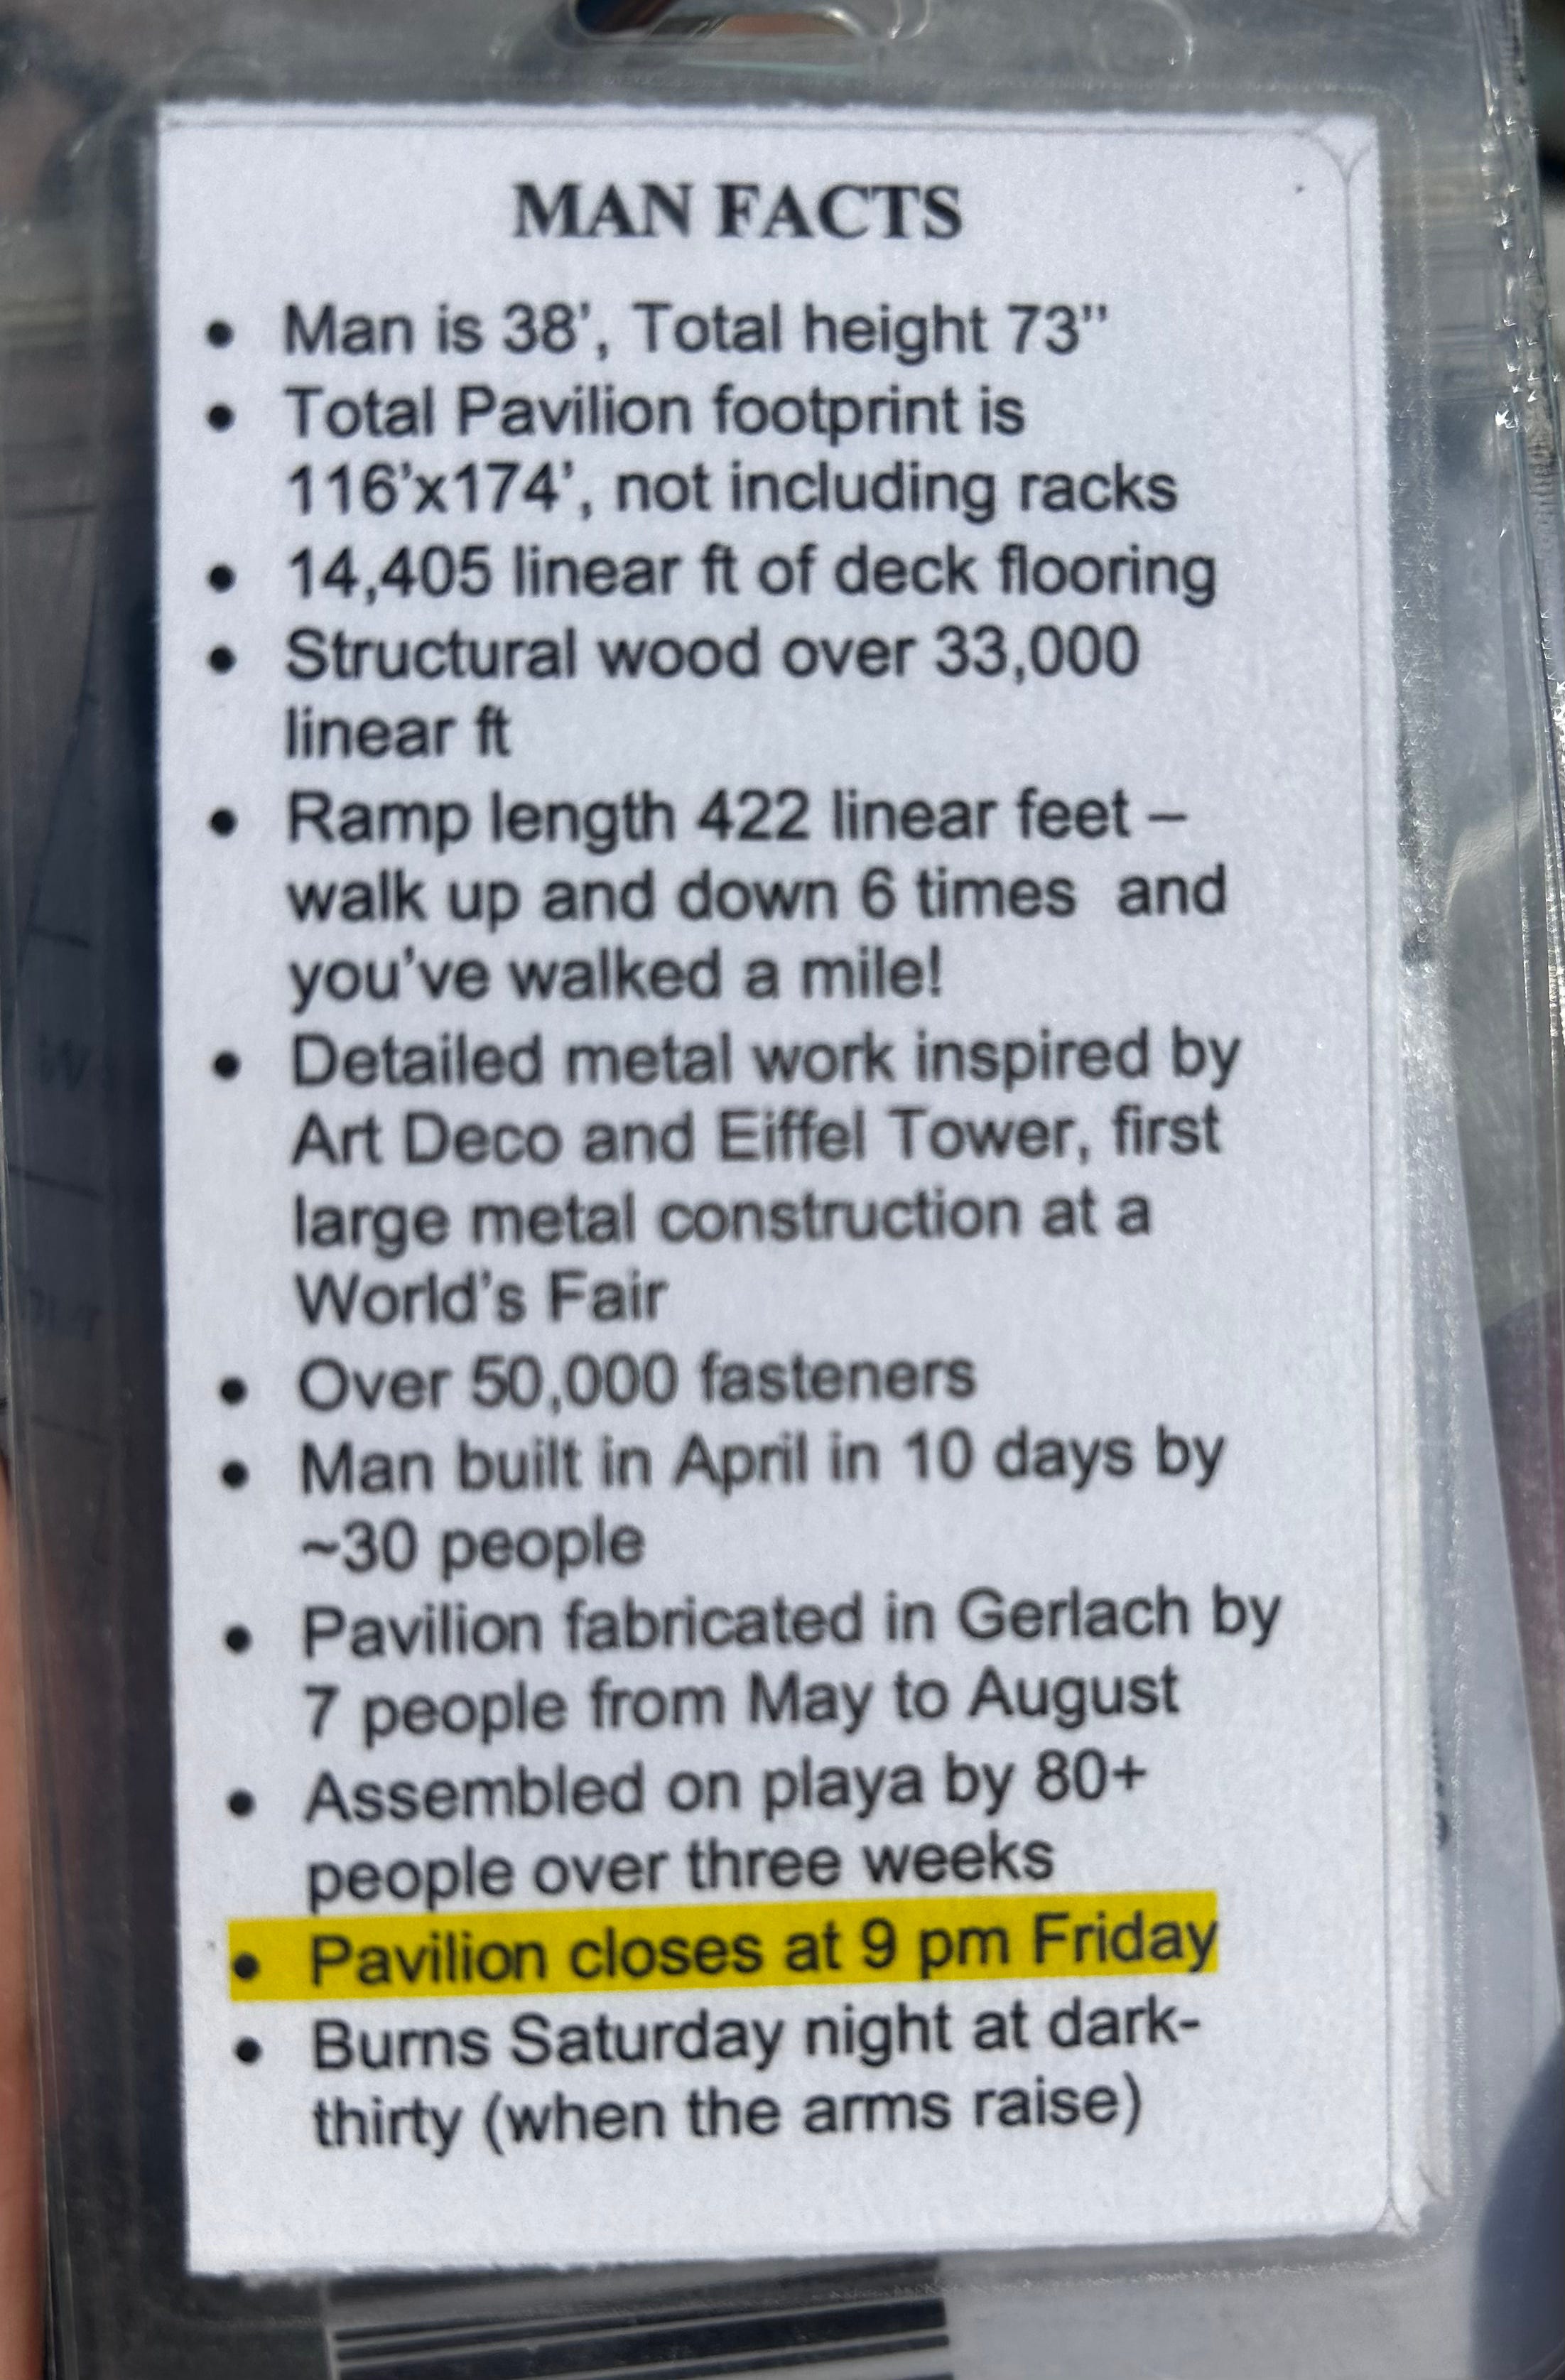 MAN FACTS
• Man is 38', Total height 73''
• Total Pavilion footprint is
116'x174', not including racks
• 14,405 linear ft of deck flooring
• Structural wood over 33,000
linear ft
• Ramp length 422 linear feet –
walk up and down 6 times  and
you've walked a mile!
• Detailed metal work inspired by
Art Deco and Eiffel Tower, first
large metal construction at a
World's Fair
• Over 50,000 fasteners
• Man built in April in 10 days by
~30 people
• Pavilion fabricated in Gerlach by
7 people from May to August
• Assembled on playa by 80+
people over three weeks
• Pavilion closes at 9 pm Friday
• Burns Saturday night at dark-
thirty (when the arms raise)